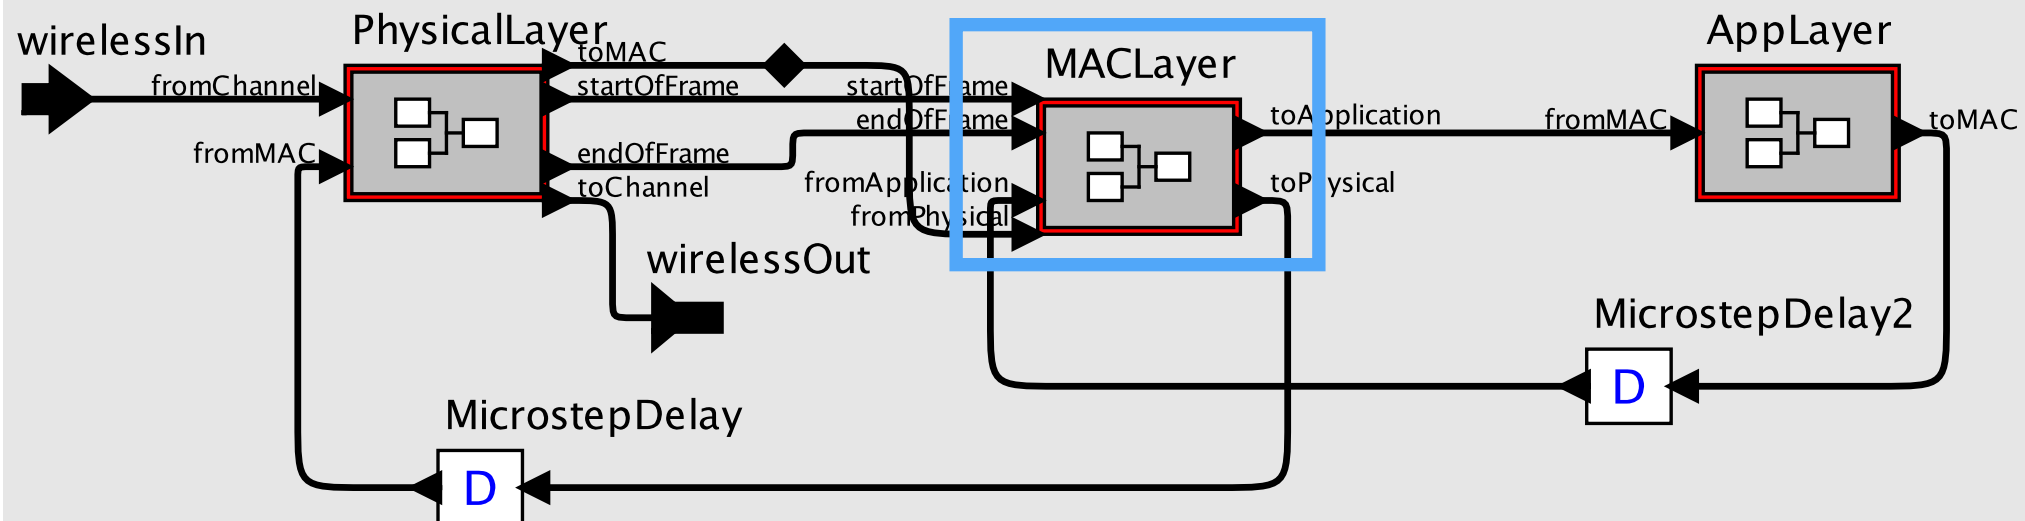 wirelessIn
PhysicalLayer
AppLayer
MACLayer
toMAC
fromChannel
startOfFrame
startOfFrame
toApplication
fromMAC
toMAC
endOfFrame
fromMAC
endOfFrame
toChannel
fromApplication
toPhysical
fromPhysical
wirelessOut
MicrostepDelay2
D
MicrostepDelay
D